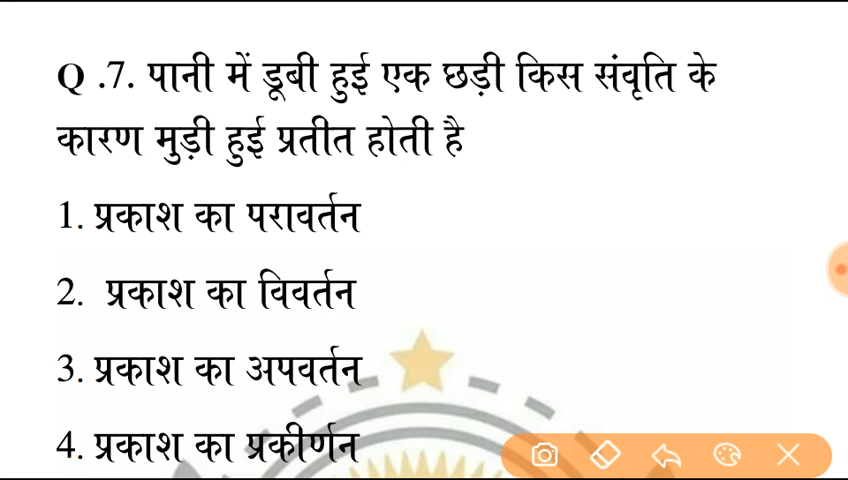 Q .7. पानी में डूबी हुई एक छड़ी किस संवृति के
कारण मुड़ी हुई प्रतीत होती है
1. प्रकाश का परावर्तन
2. प्रकाश का विवर्तन
3. प्रकाश का अपवर्तन
4. प्रकाश का प्रकीर्णन